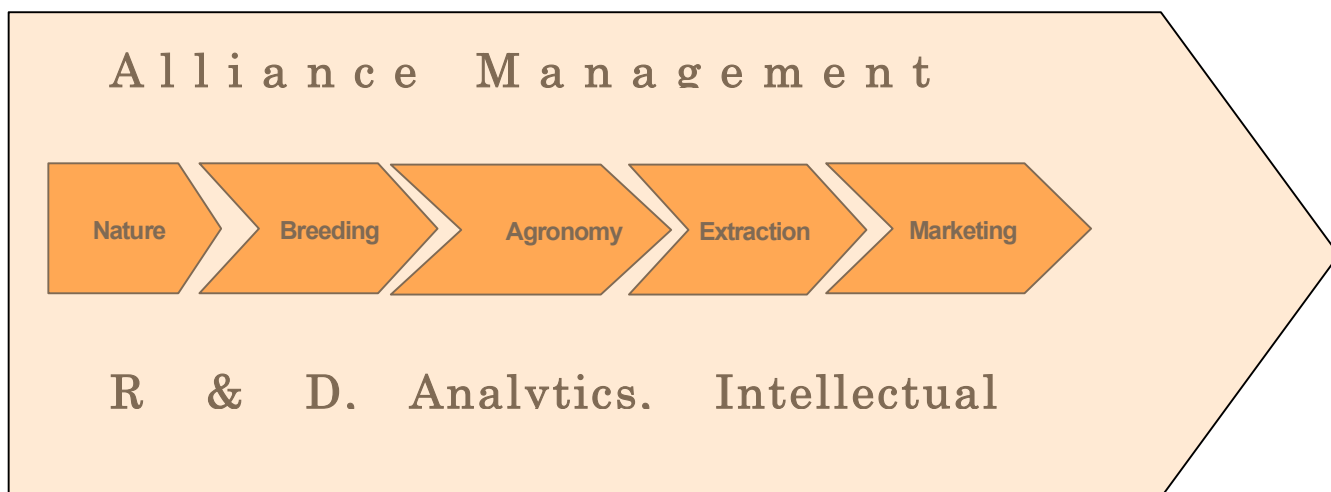 Alliance Management
Nature Breeding Agronomy Extraction Marketing
R & D, Analytics, Intellectual